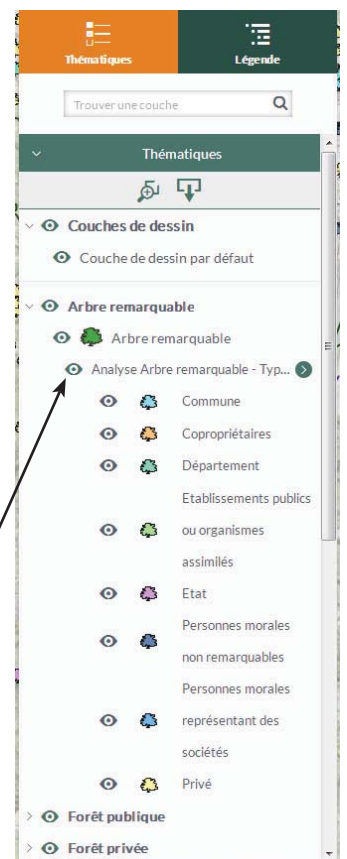 Thématiques
Légende
Trouver une couche
Thématiques
Couches de dessin
Couche de dessin par défaut
Arbre remarquable
Arbre remarquable
Analyse Arbre remarquable - Typ...
Commune
Copropriétaires
Département
Etablissements publics
ou organismes
assimilés
Etat
Personnes morales
non remarquables
Personnes morales
représentant des
sociétés
Privé
Forêt publique
Forêt privée